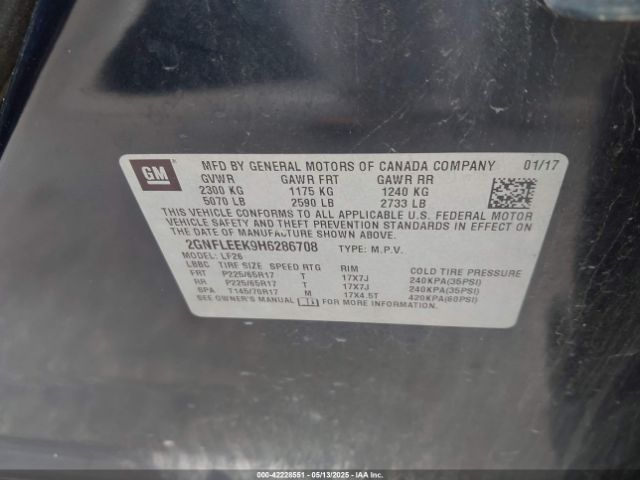 GM
MFD BY GENERAL MOTORS OF CANADA COMPANY 01/17
GVWR GAWR FRT GAWR RR
2300 KG 1175 KG 1240 KG
5070 LB 2590 LB 2733 LB
THIS VEHICLE CONFORMS TO ALL APPLICABLE U.S. FEDERAL MOTOR
VEHICLE SAFETY AND THEFT PREVENTION STANDARDS IN EFFECT ON
THE DATE OF MANUFACTURE SHOWN ABOVE.
2GNFLEEK9H6286708 TYPE: M.P.V.
MODEL: LF26
LBBC TIRE SIZE SPEED RTG RIM COLD TIRE PRESSURE
FRT P225/65R17 T 17X7J 240KPA(35PSI)
RR P225/65R17 T 17X7J 240KPA(35PSI)
SPA T145/70R17 M 17X4.5T 420KPA(60PSI)
SEE OWNER'S MANUAL FOR MORE INFORMATION.
000-42228551 05/13/2025 IAAI.COM